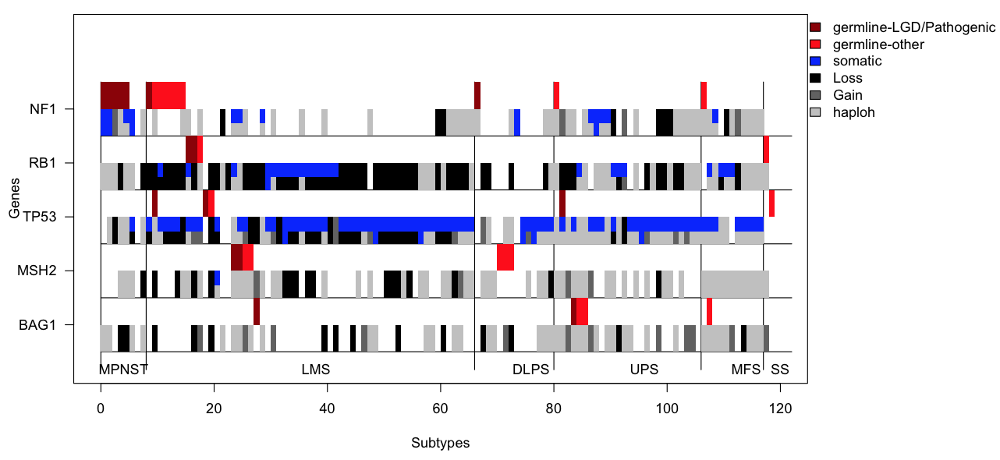 germline-LGD/Pathogenic
germline-other
somatic
Loss
Gain
haploh
NF1
RB1
TP53
MSH2
BAG1
Genes
MPNST LMS DLPS UPS MFS SS
0 20 40 60 80 100 120
Subtypes